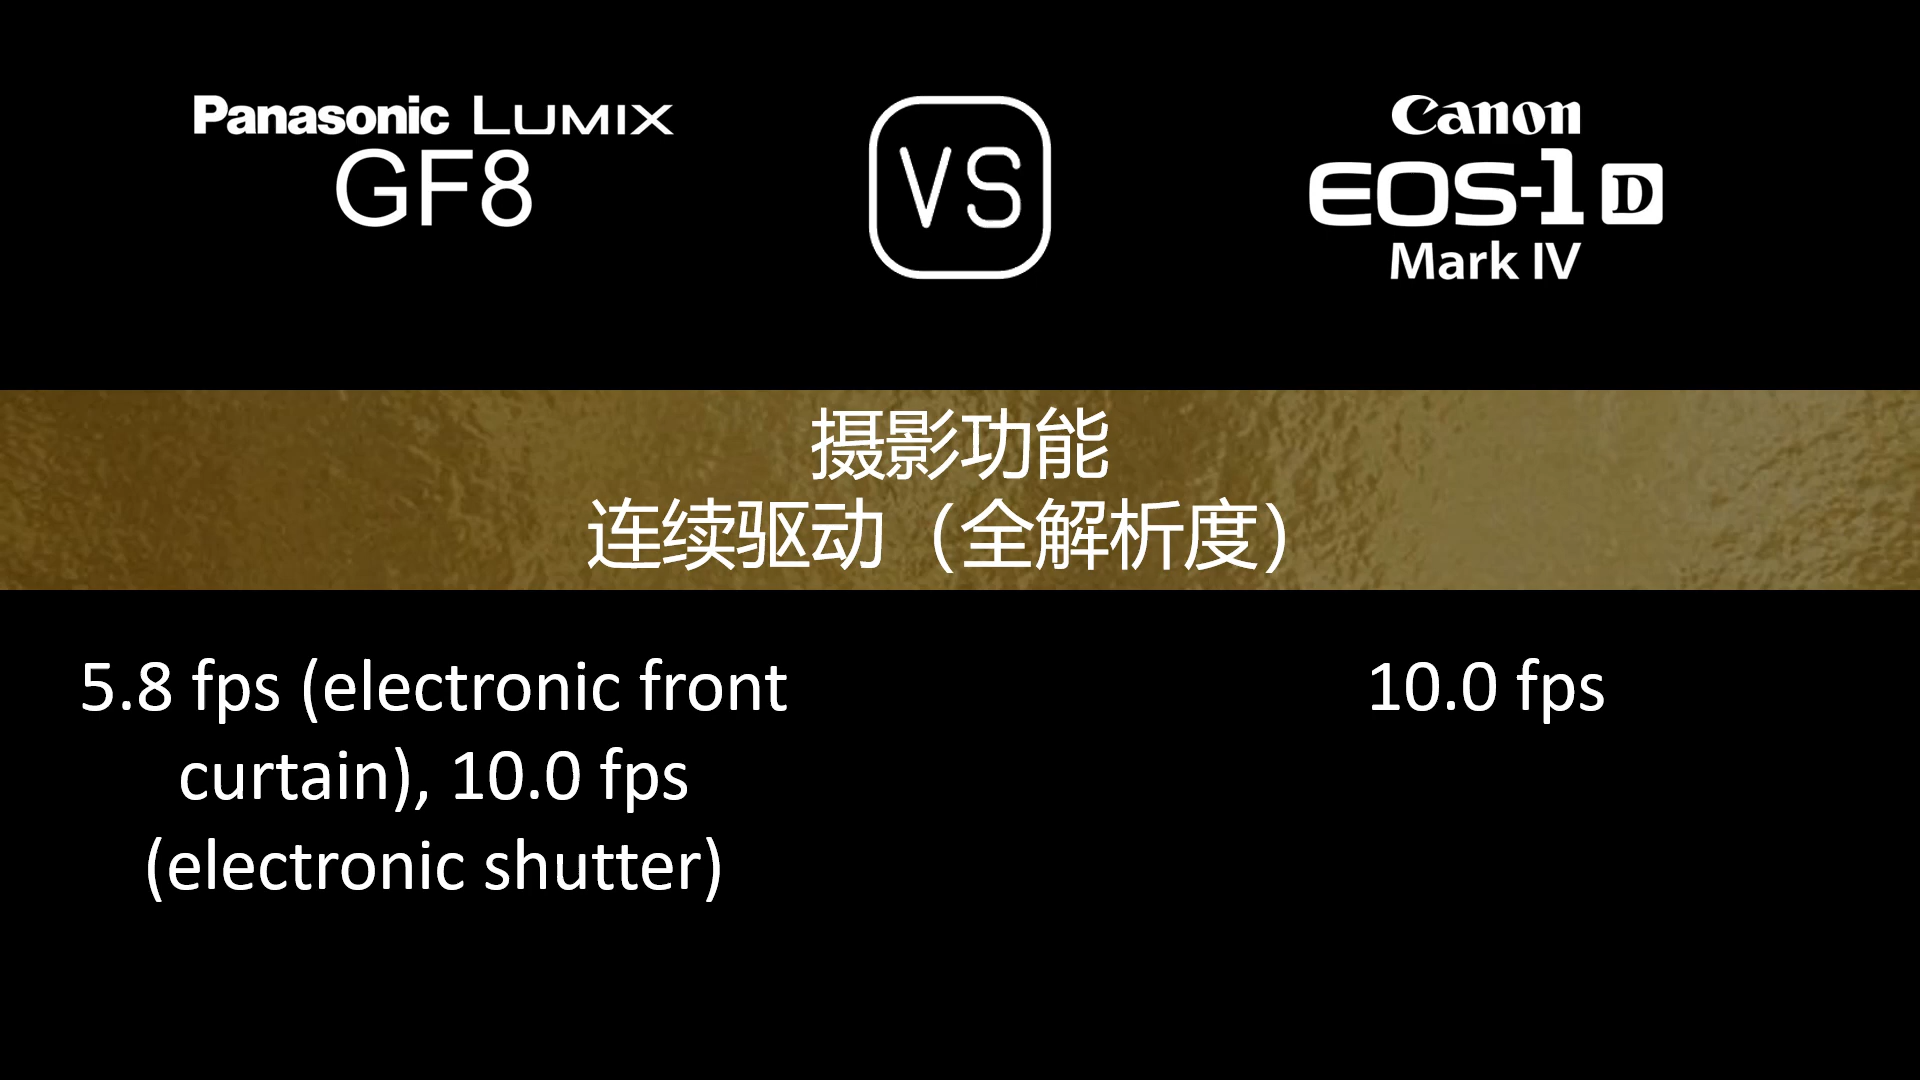 Panasonic LUMIX
GF8
VS
Canon
EOS-1 D
Mark IV
摄影功能
连续驱动（全解析度）
5.8 fps (electronic front
curtain), 10.0 fps
(electronic shutter)
10.0 fps